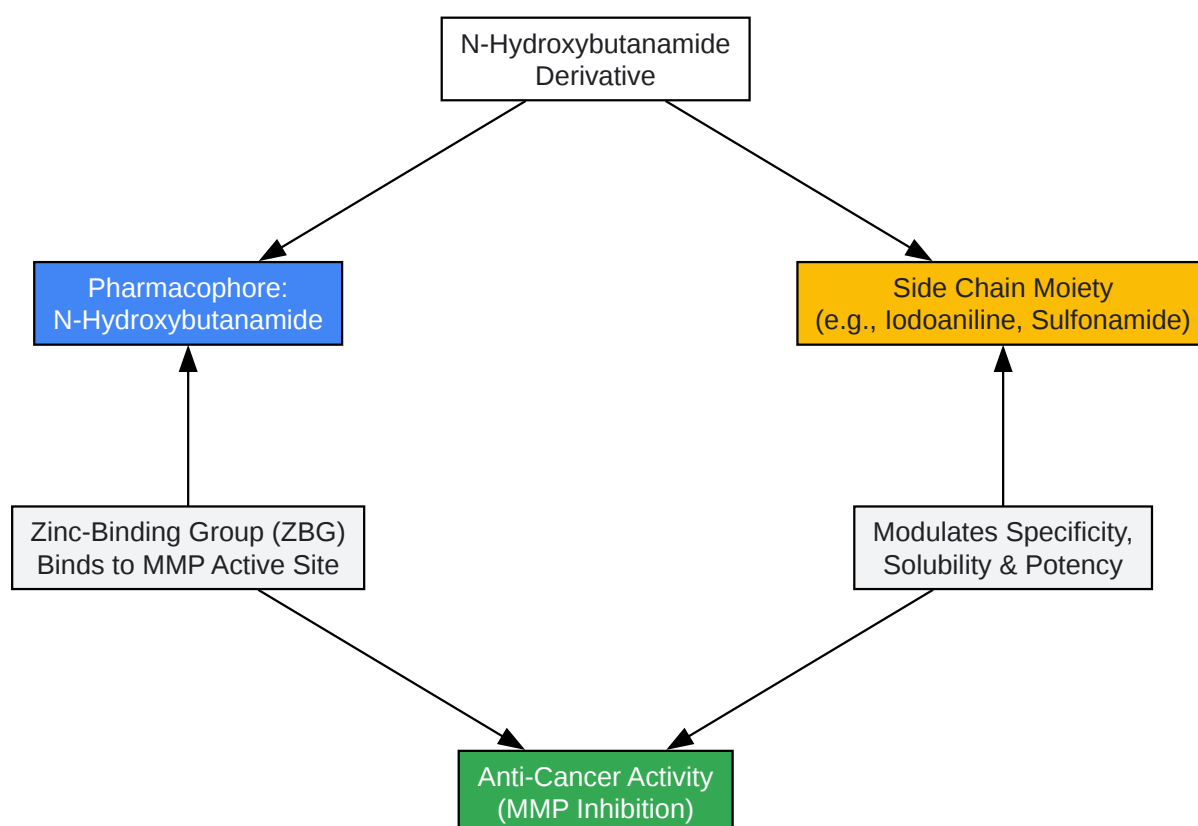 N-Hydroxybutanamide
Derivative
Pharmacophore:
N-Hydroxybutanamide
Side Chain Moiety
(e.g., Iodoaniline, Sulfonamide)
Zinc-Binding Group (ZBG)
Binds to MMP Active Site
Modulates Specificity,
Solubility & Potency
Anti-Cancer Activity
(MMP Inhibition)